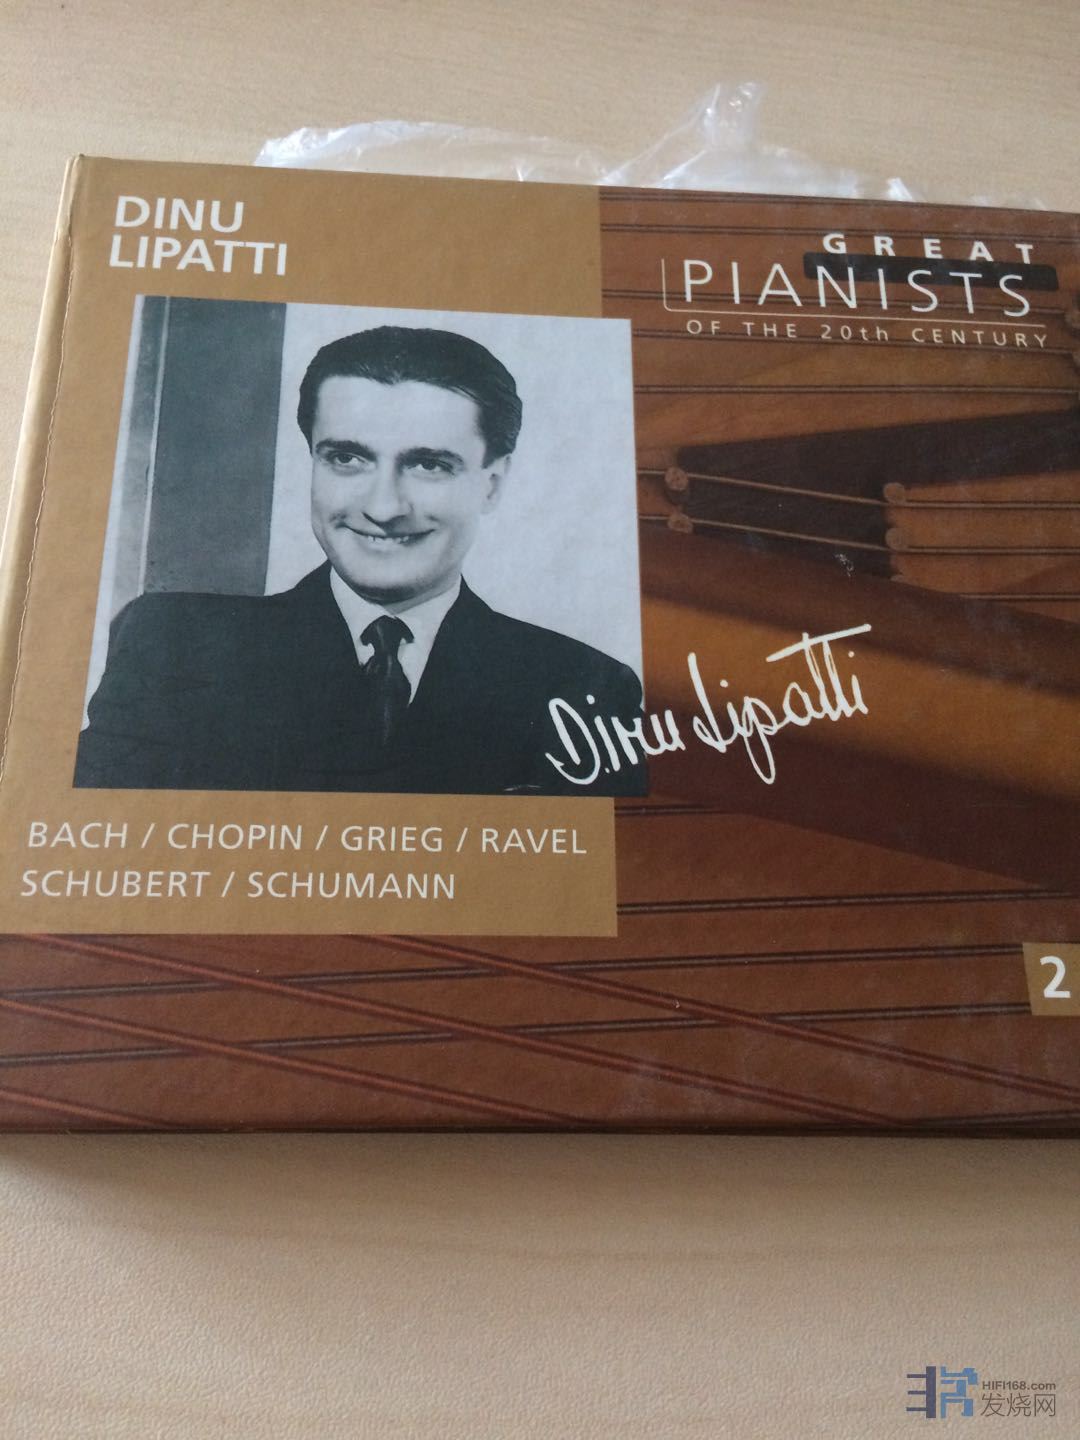 DINU
LIPATTI
GREAT
PIANISTS
OF THE 20th CENTURY
Dinu Lipatti
BACH / CHOPIN / GRIEG / RAVEL
SCHUBERT / SCHUMANN
2
HIFI168.com
发烧网